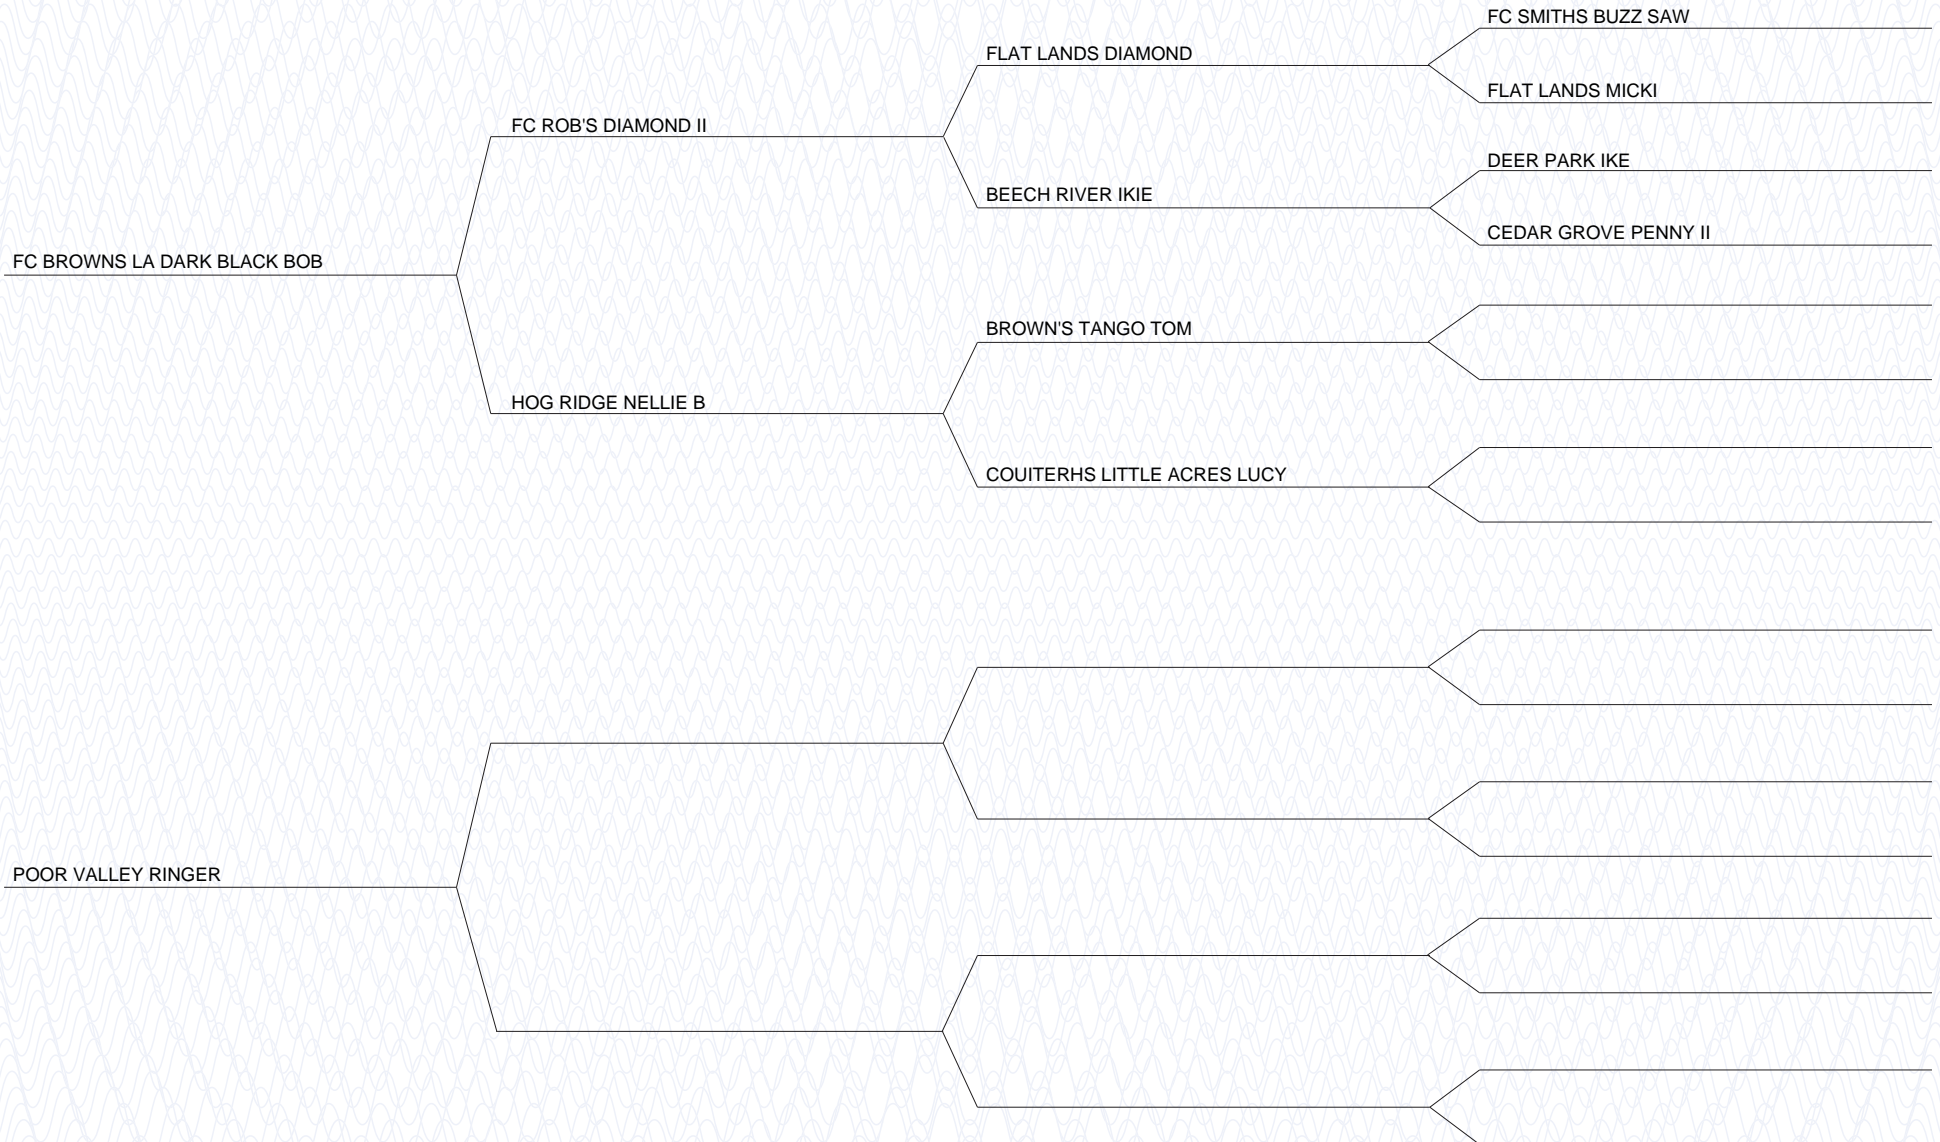 FC SMITHS BUZZ SAW
FLAT LANDS DIAMOND
FLAT LANDS MICKI
FC ROB'S DIAMOND II
DEER PARK IKE
BEECH RIVER IKIE
CEDAR GROVE PENNY II
FC BROWNS LA DARK BLACK BOB
BROWN'S TANGO TOM
HOG RIDGE NELLIE B
COUITERHS LITTLE ACRES LUCY
POOR VALLEY RINGER